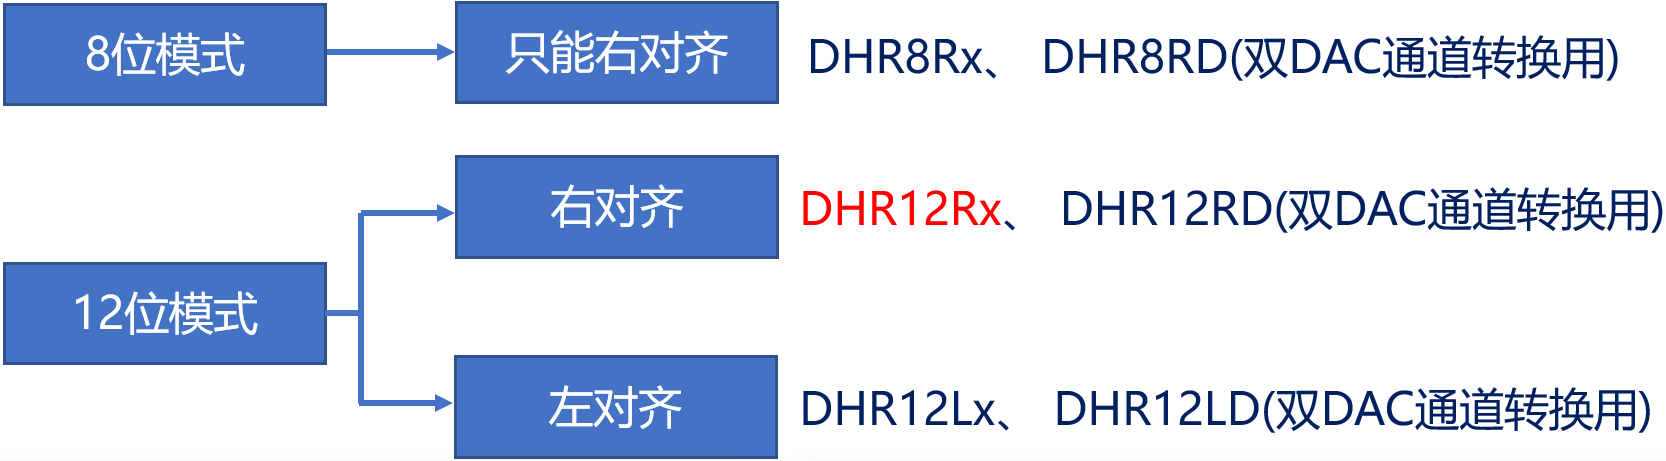 8位模式
只能右对齐
DHR8Rx、 DHR8RD(双DAC通道转换用)
右对齐
DHR12Rx、 DHR12RD(双DAC通道转换用)
12位模式
左对齐
DHR12Lx、 DHR12LD(双DAC通道转换用)